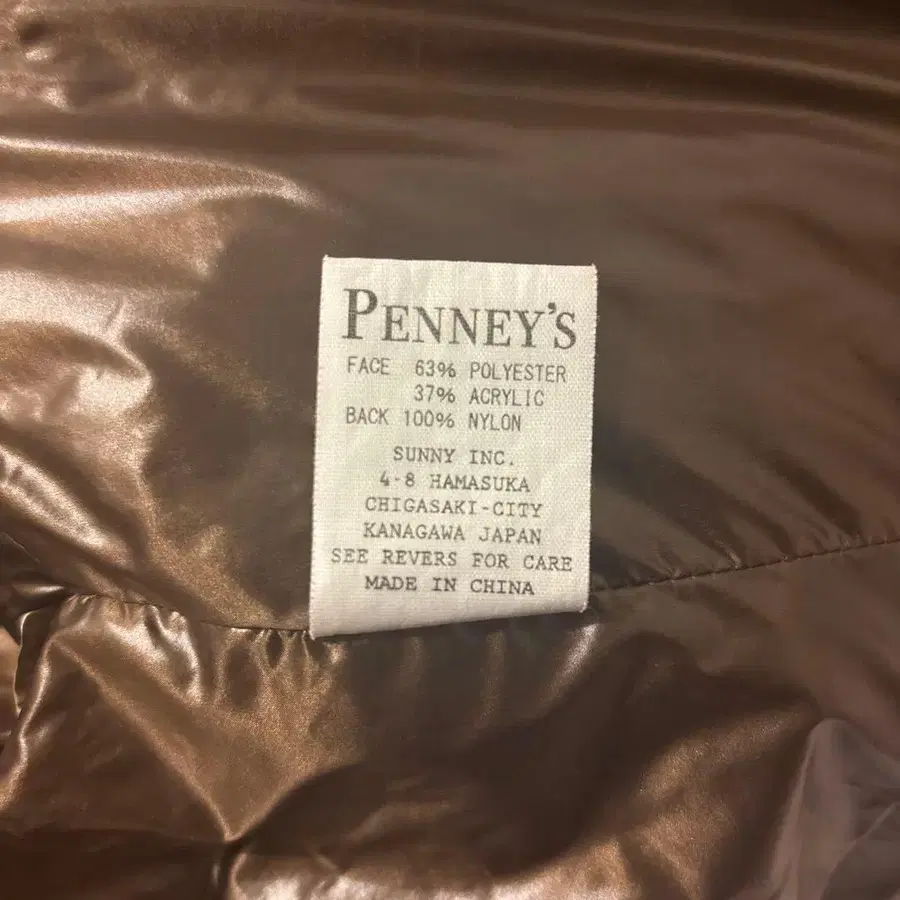 PENNEY'S
FACE 63% POLYESTER
37% ACRYLIC
BACK 100% NYLON
SUNNY INC.
4-8 HAMASUKA
CHIGASAKI-CITY
KANAGAWA JAPAN
SEE REVERS FOR CARE
MADE IN CHINA